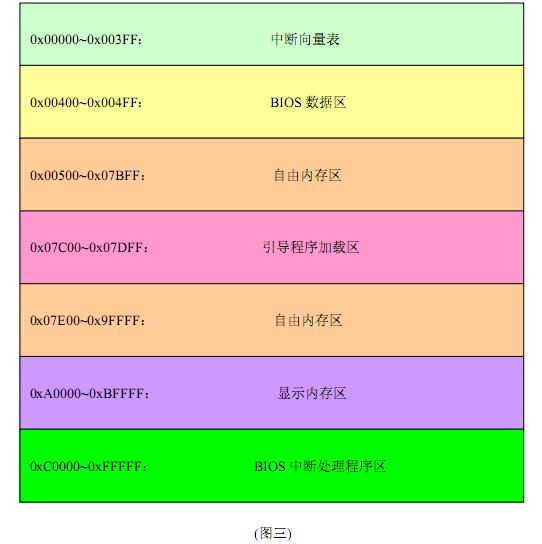 0x00000~0x003FF： 中断向量表
0x00400~0x004FF： BIOS 数据区
0x00500~0x07BFF： 自由内存区
0x07C00~0x07DFF： 引导程序加载区
0x07E00~0x9FFFF： 自由内存区
0xA0000~0xBFFFF： 显示内存区
0xC0000~0xFFFFF： BIOS 中断处理程序区
(图三)